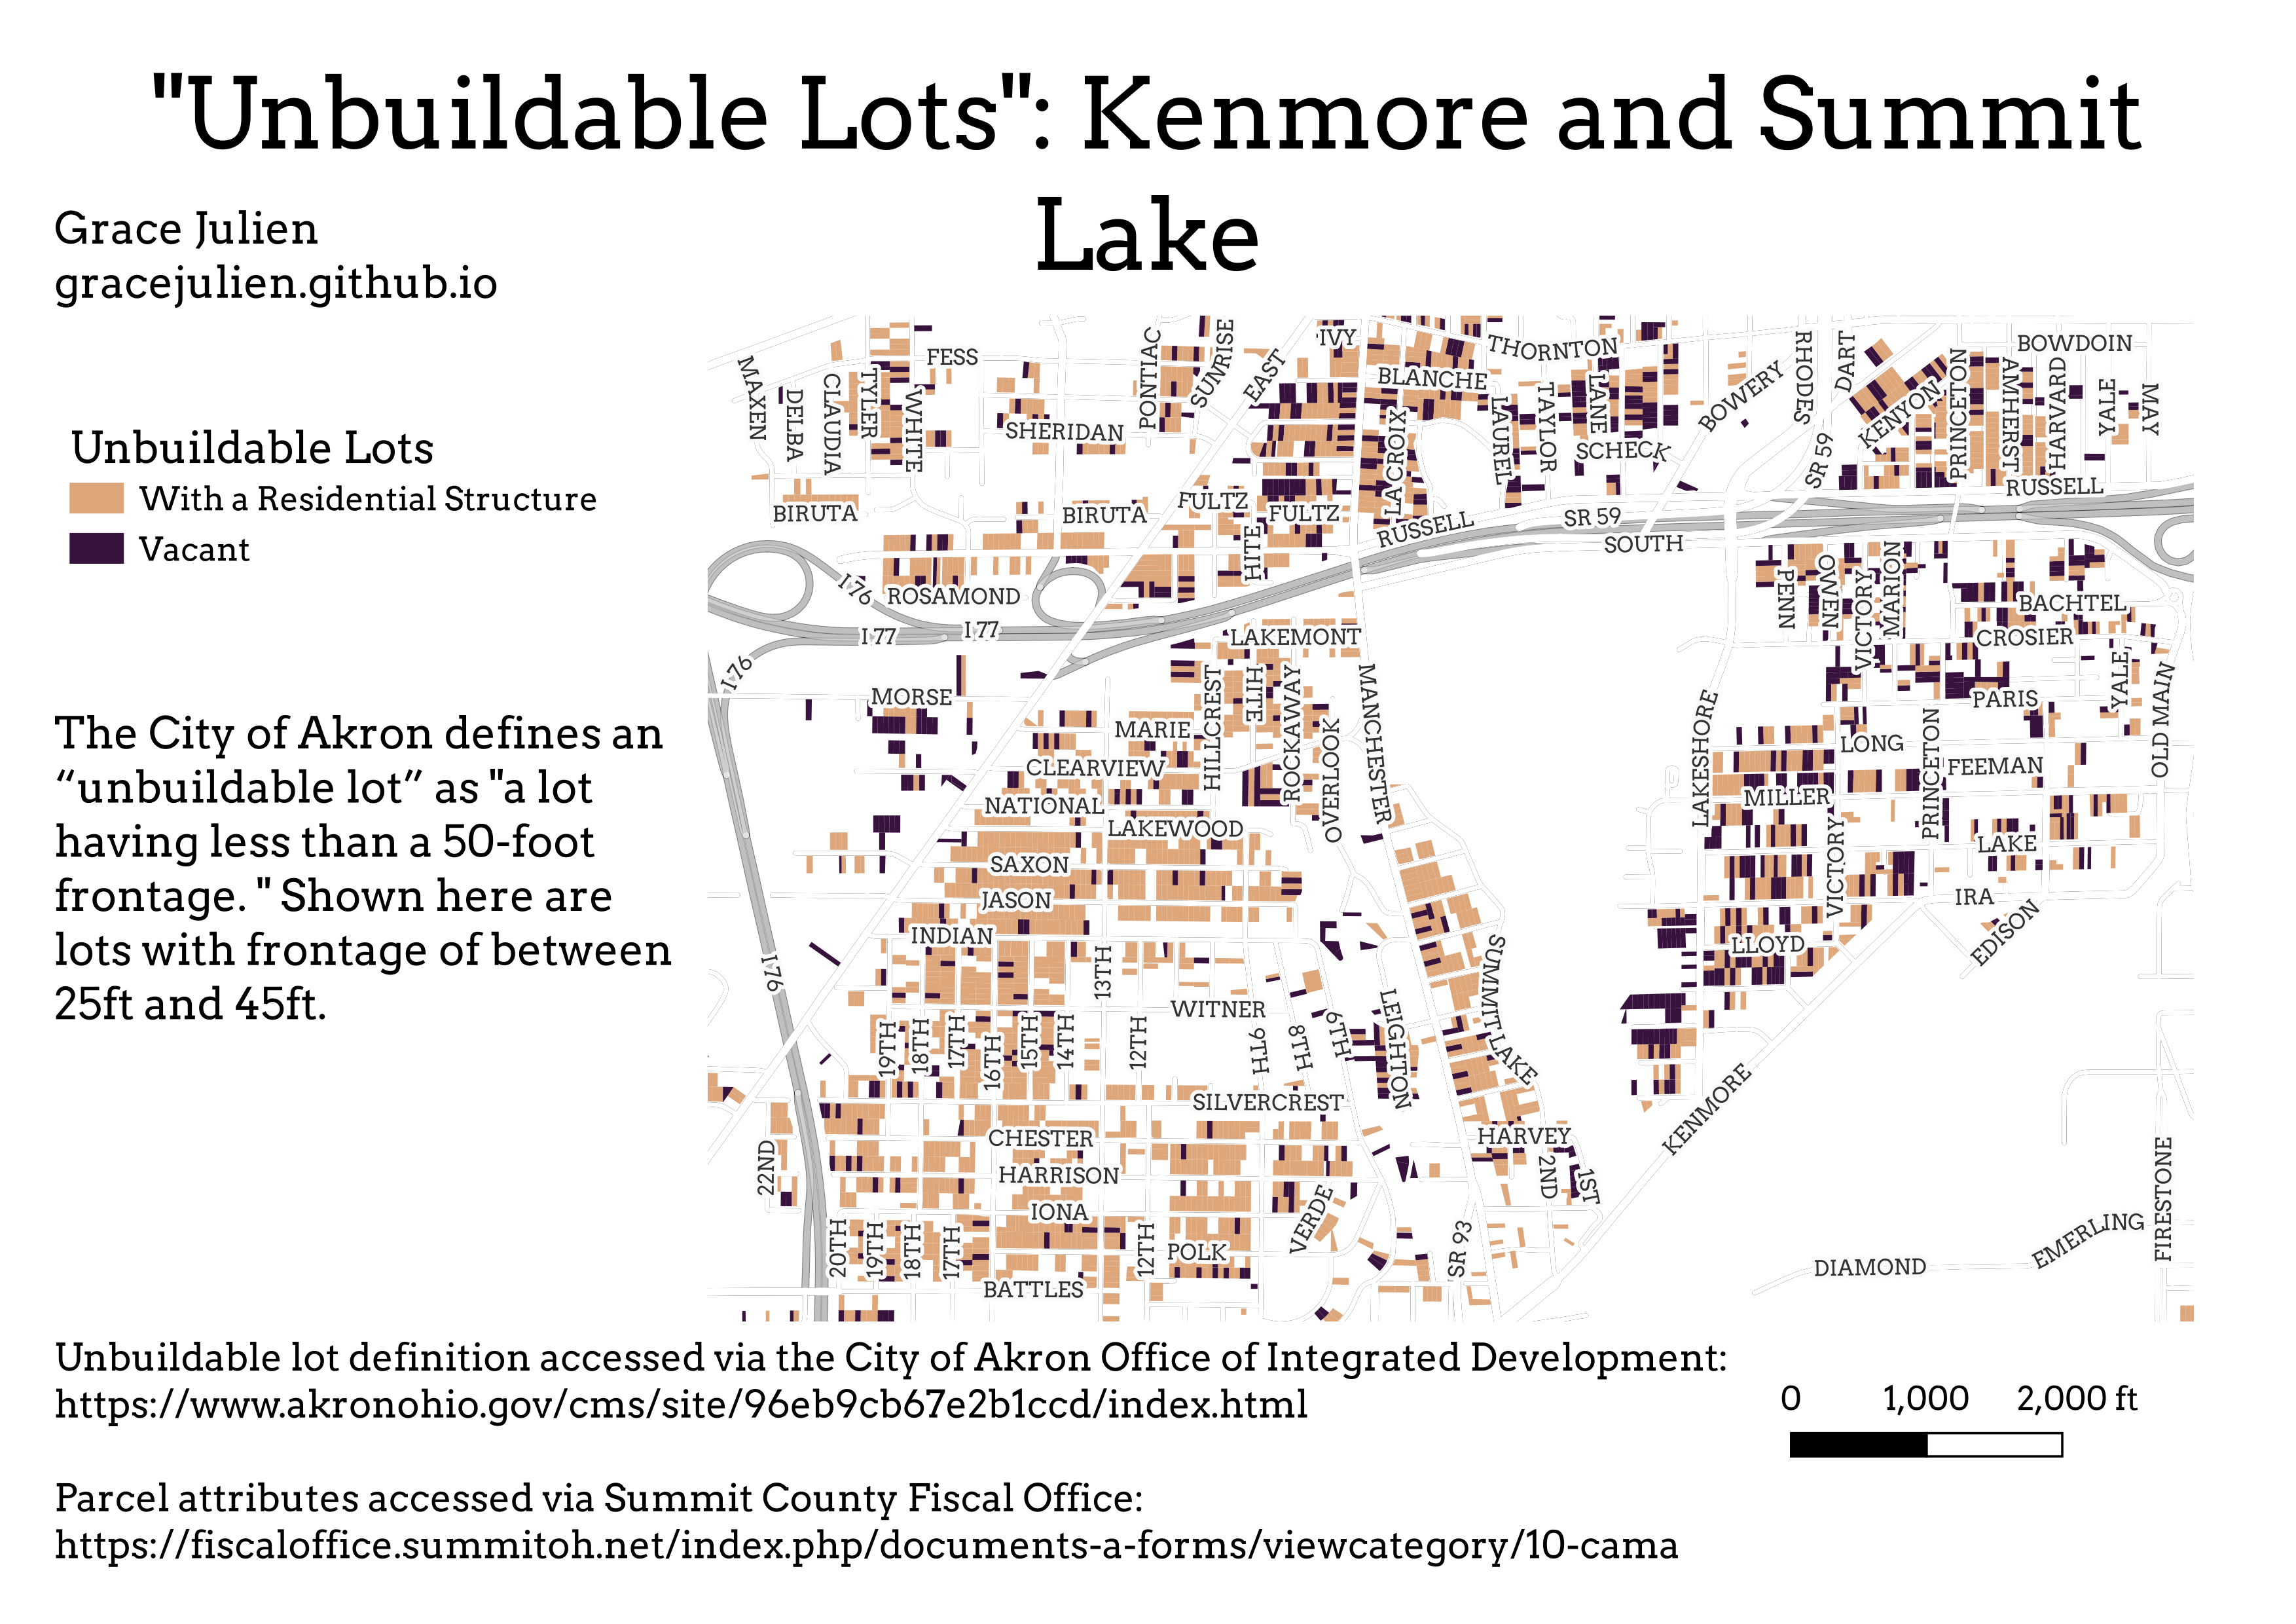 "Unbuildable Lots": Kenmore and Summit
Lake
Grace Julien
gracejulien.github.io
Unbuildable Lots
With a Residential Structure
Vacant
The City of Akron defines an
“unbuildable lot” as "a lot
having less than a 50-foot
frontage. " Shown here are
lots with frontage of between
25ft and 45ft.
MAXEN
DELBA
CLAUDIA
TYLER
WHITE
FESS
SHERIDAN
PONTIAC
SUNRISE
EAST
IVY
BLANCHE
THORNTON
LA CROIX
LAUREL
TAYLOR
LANE
SCHECK
BOWERY
RHODES
DART
SR 59
KENYON
PRINCETON
AMHERST
HARVARD
BOWDOIN
YALE
MAY
RUSSELL
BIRUTA
BIRUTA
FULTZ
FULTZ
HITE
RUSSELL
SR 59
SOUTH
I 76
ROSAMOND
I 77
I 77
I 76
LAKEMONT
PENN
OWEN
VICTORY
MARION
BACHTEL
CROSIER
YALE
PARIS
OLD MAIN
MORSE
MARIE
HILLCREST
HITE
ROCKAWAY
OVERLOOK
MANCHESTER
LAKESHORE
CLEARVIEW
NATIONAL
LAKEWOOD
LONG
PRINCETON
FEEMAN
MILLER
VICTORY
LAKE
SAXON
JASON
INDIAN
IRA
EDISON
LLOYD
I 76
13TH
WITNER
LEIGHTON
SUMMIT LAKE
19TH
18TH
17TH
16TH
15TH
14TH
12TH
9TH
8TH
6TH
SILVERCREST
KENMORE
CHESTER
HARVEY
22ND
HARRISON
2ND
1ST
IONA
VERDE
20TH
19TH
18TH
17TH
12TH
POLK
SR 93
BATTLES
DIAMOND
EMERLING
FIRESTONE
Unbuildable lot definition accessed via the City of Akron Office of Integrated Development:
https://www.akronohio.gov/cms/site/96eb9cb67e2b1ccd/index.html
0 1,000 2,000 ft
Parcel attributes accessed via Summit County Fiscal Office:
https://fiscaloffice.summitoh.net/index.php/documents-a-forms/viewcategory/10-cama